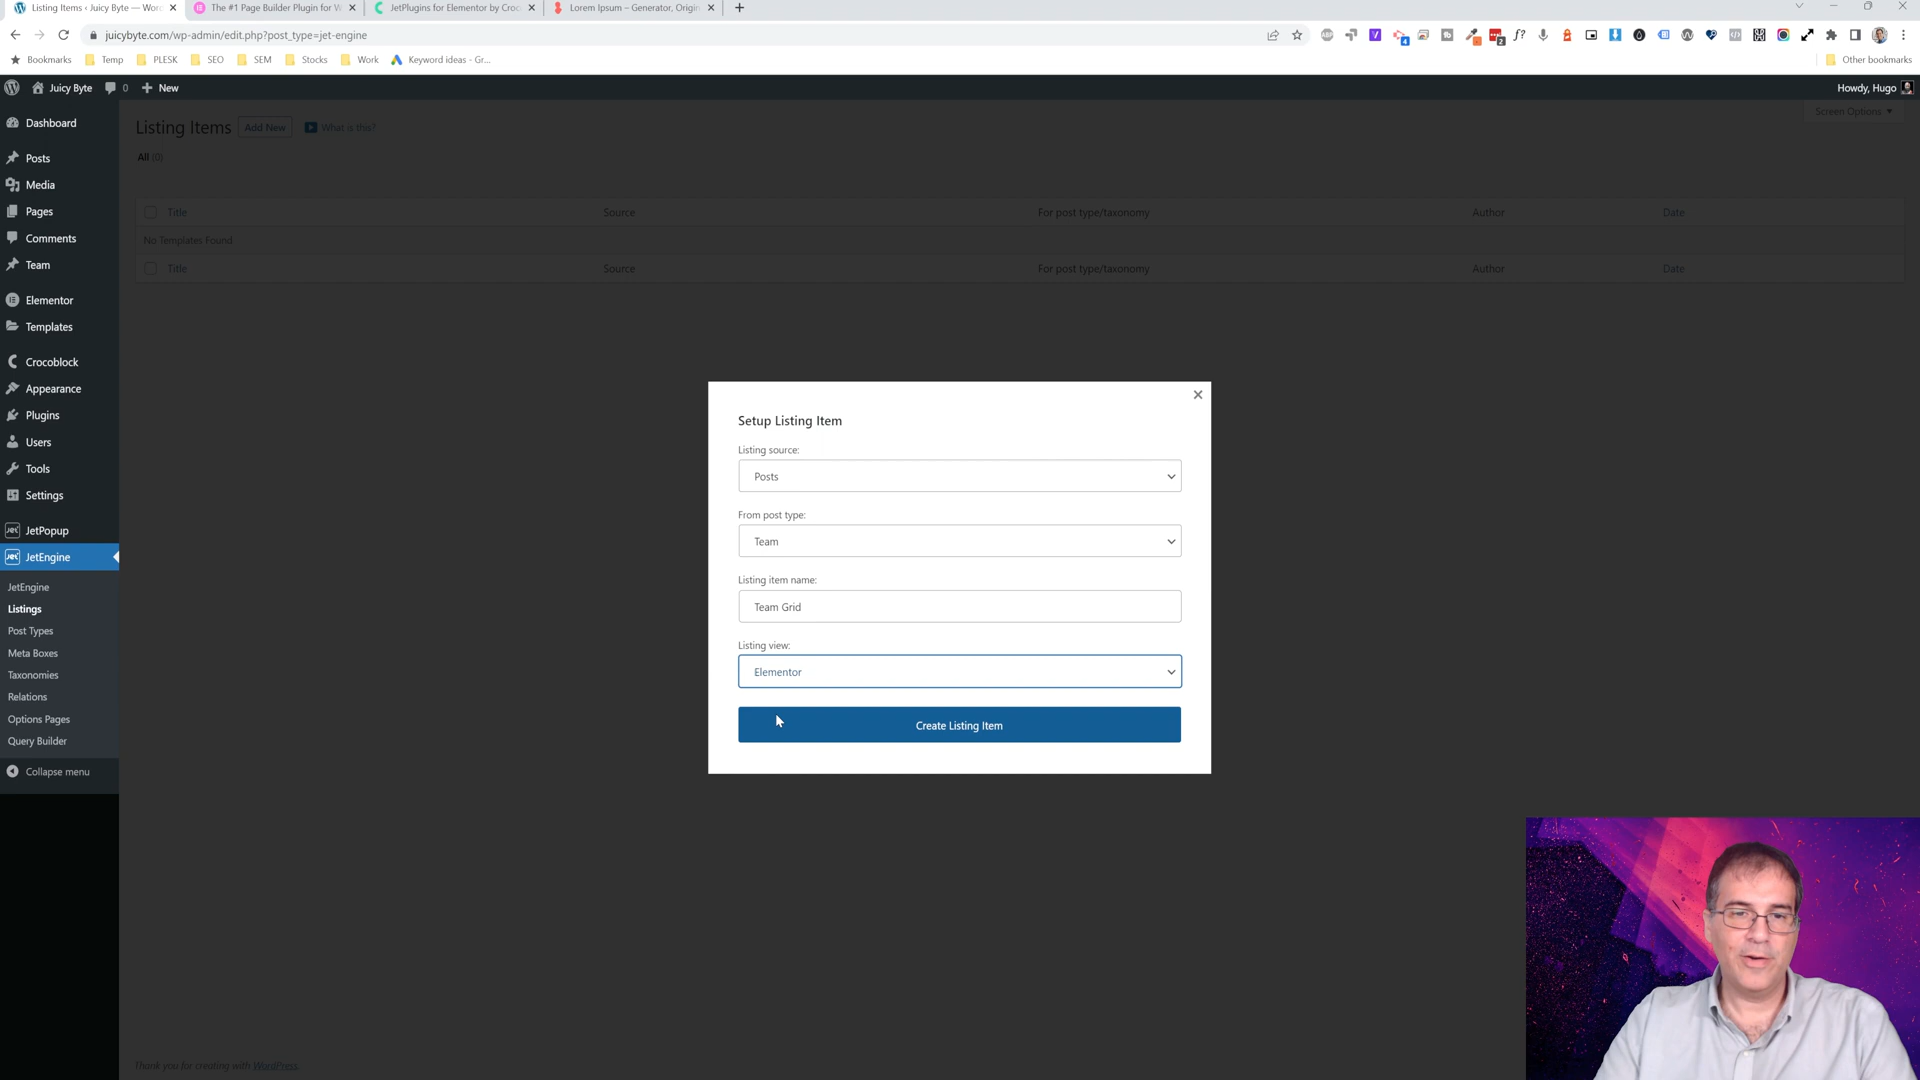 Listing Items ‹ Juicy Byte — Wor
The #1 Page Builder Plugin for W
JetPlugins for Elementor by Croc
Lorem Ipsum – Generator, Origin
juicybyte.com/wp-admin/edit.php?post_type=jet-engine
Bookmarks
Temp
PLESK
SEO
SEM
Stocks
Work
Keyword ideas - Gr...
Other bookmarks
Juicy Byte
0
New
Howdy, Hugo
Dashboard
Posts
Media
Pages
Comments
Team
Elementor
Templates
Crocoblock
Appearance
Plugins
Users
Tools
Settings
JetPopup
JetEngine
JetEngine
Listings
Post Types
Meta Boxes
Taxonomies
Relations
Options Pages
Query Builder
Collapse menu
Listing Items
Add New
What is this?
Screen Options
All (0)
Title
Source
For post type/taxonomy
Author
Date
No Templates Found
Title
Source
For post type/taxonomy
Author
Date
Setup Listing Item
Listing source:
Posts
From post type:
Team
Listing item name:
Team Grid
Listing view:
Elementor
Create Listing Item
Thank you for creating with WordPress.